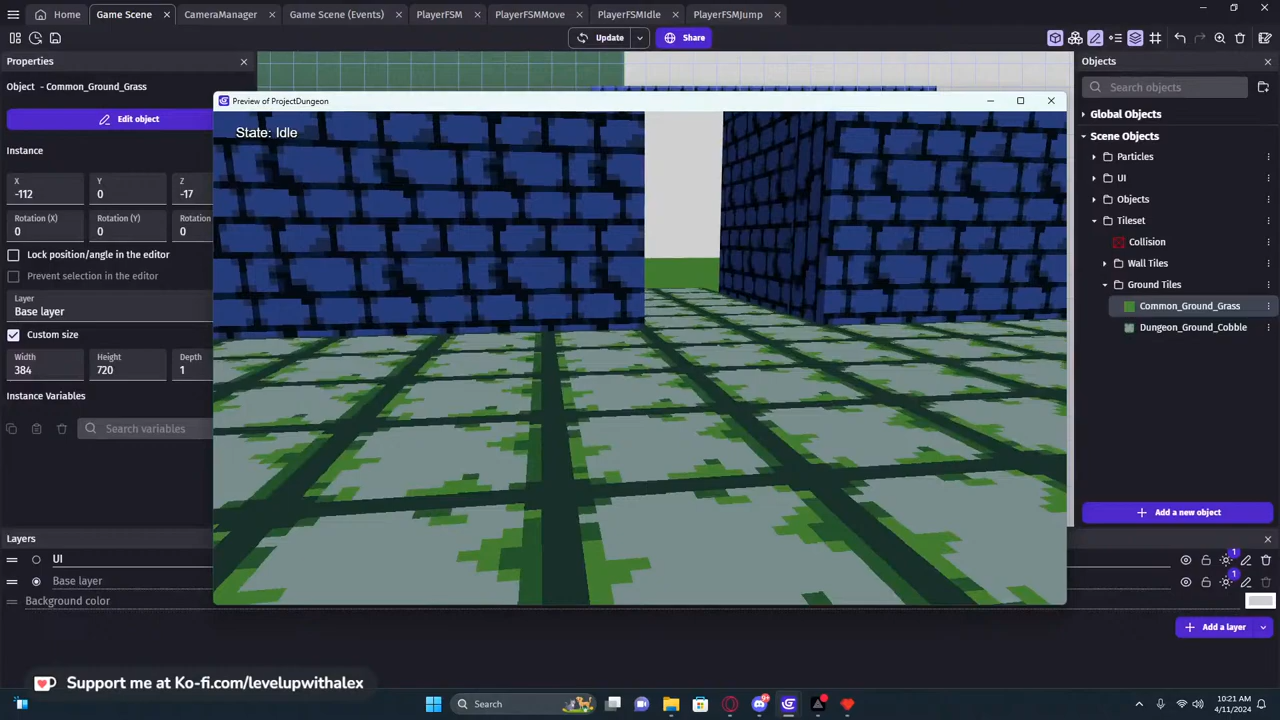 Home
Game Scene
CameraManager
Game Scene (Events)
PlayerFSM
PlayerFSMMove
PlayerFSMIdle
PlayerFSMJump
Update
Share
Properties
Object - Common_Ground_Grass
Edit object
Instance
X
-112
Y
0
Z
-17
Rotation (X)
0
Rotation (Y)
0
Rotation (Z)
0
Lock position/angle in the editor
Prevent selection in the editor
Layer
Base layer
Custom size
Width
384
Height
720
Depth
1
Instance Variables
Search variables
Preview of ProjectDungeon
State: Idle
Objects
Search objects
Global Objects
Scene Objects
Particles
UI
Objects
Tileset
Collision
Wall Tiles
Ground Tiles
Common_Ground_Grass
Dungeon_Ground_Cobble
Add a new object
Layers
UI
1
Base layer
1
Background color
Add a layer
Support me at Ko-fi.com/levelupwithalex
Search
9+
10:21 AM
4/11/2024